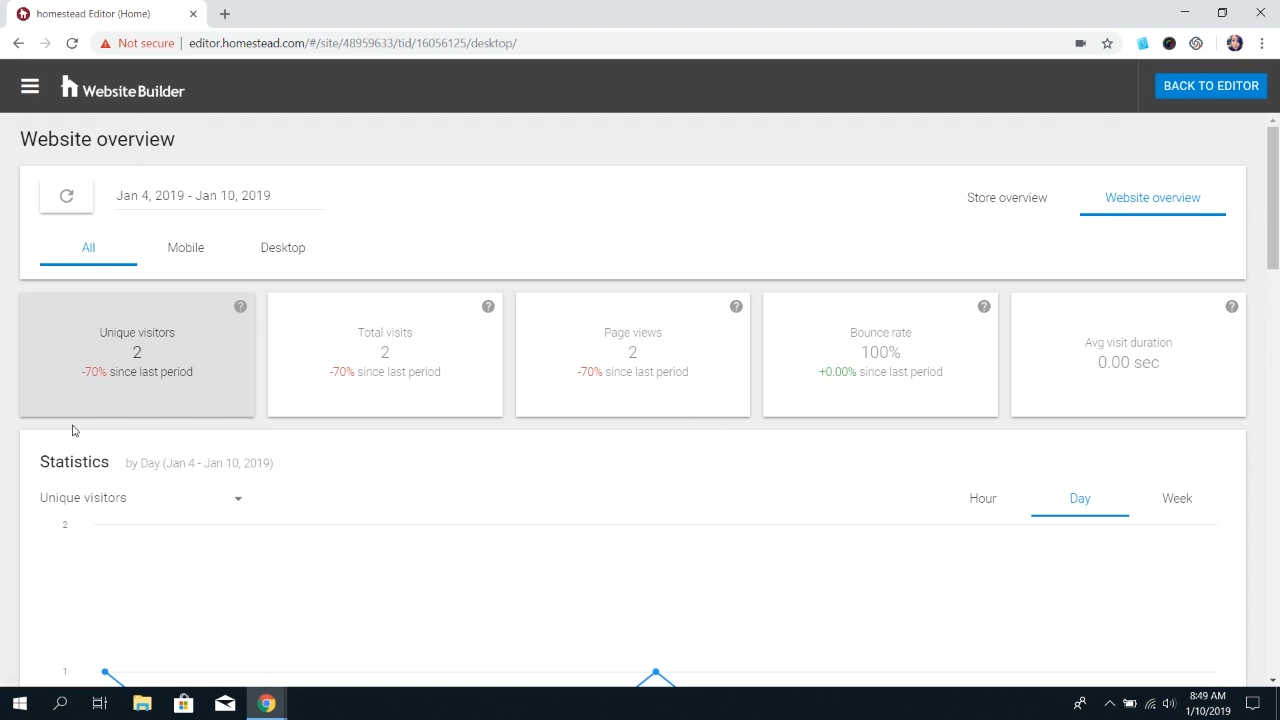 homestead Editor (Home)
Not secure
editor.homestead.com/#/site/48959633/tid/16056125/desktop/
WebsiteBuilder
BACK TO EDITOR
Website overview
Jan 4, 2019 - Jan 10, 2019
Store overview
Website overview
All
Mobile
Desktop
?
Unique visitors
2
-70% since last period
?
Total visits
2
-70% since last period
?
Page views
2
-70% since last period
?
Bounce rate
100%
+0.00% since last period
?
Avg visit duration
0.00 sec
Statistics by Day (Jan 4 - Jan 10, 2019)
Unique visitors
Hour
Day
Week
2
1
8:49 AM
1/10/2019